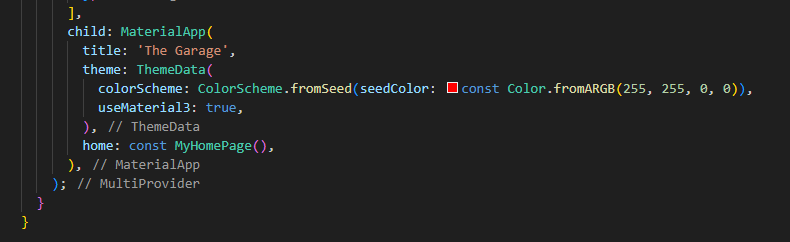 ],
child: MaterialApp(
title: 'The Garage',
theme: ThemeData(
colorScheme: ColorScheme.fromSeed(seedColor: const Color.fromARGB(255, 255, 0, 0)),
useMaterial3: true,
), // ThemeData
home: const MyHomePage(),
), // MaterialApp
); // MultiProvider
}
}